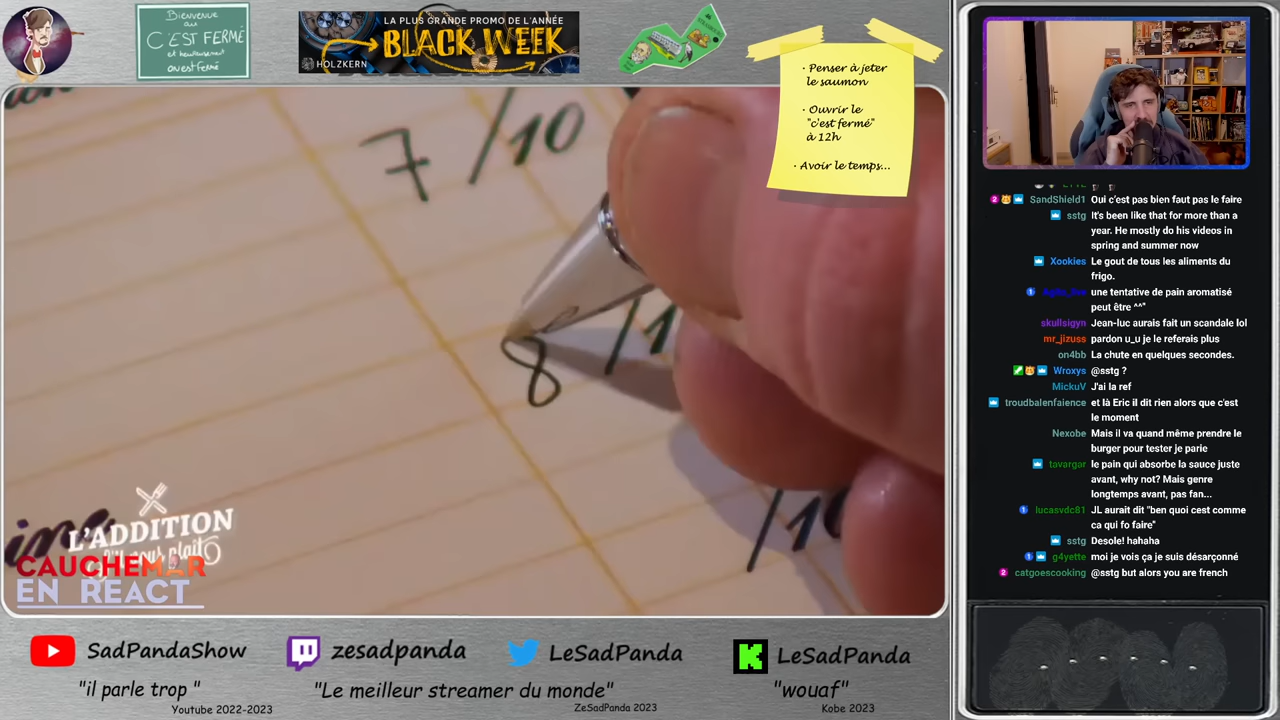 Bienvenue
au
C'EST FERMÉ
et heureusement
on est fermé
LA PLUS GRANDE PROMO DE L'ANNÉE
BLACK WEEK
HOLZKERN
· Penser à jeter
le saumon
· Ouvrir le
"c'est fermé"
à 12h
· Avoir le temps...
7 /10
8 /1
/10
L'ADDITION
s'il vous plaît
CAUCHEMAR
EN REACT
SandShield1 Oui c'est pas bien faut pas le faire
sstg It's been like that for more than a
year. He mostly do his videos in
spring and summer now
Xookies Le gout de tous les aliments du
frigo.
une tentative de pain aromatisé
peut être ^^"
skullsigyn Jean-luc aurais fait un scandale lol
mr_jizuss pardon u_u je le referais plus
on4bb La chute en quelques secondes.
Wroxys @sstg ?
MickuV J'ai la ref
troudbalenfaience et là Eric il dit rien alors que c'est
le moment
Nexobe Mais il va quand même prendre le
burger pour tester je parie
tavargar le pain qui absorbe la sauce juste
avant, why not? Mais genre
longtemps avant, pas fan...
lucasvdc81 JL aurait dit "ben quoi cest comme
ca qui fo faire"
sstg Desole! hahaha
g4yette moi je vois ça je suis désarçonné
catgoescooking @sstg but alors you are french
SadPandaShow
"il parle trop "
Youtube 2022-2023
zesadpanda
LeSadPanda
"Le meilleur streamer du monde"
ZeSadPanda 2023
LeSadPanda
"wouaf"
Kobe 2023